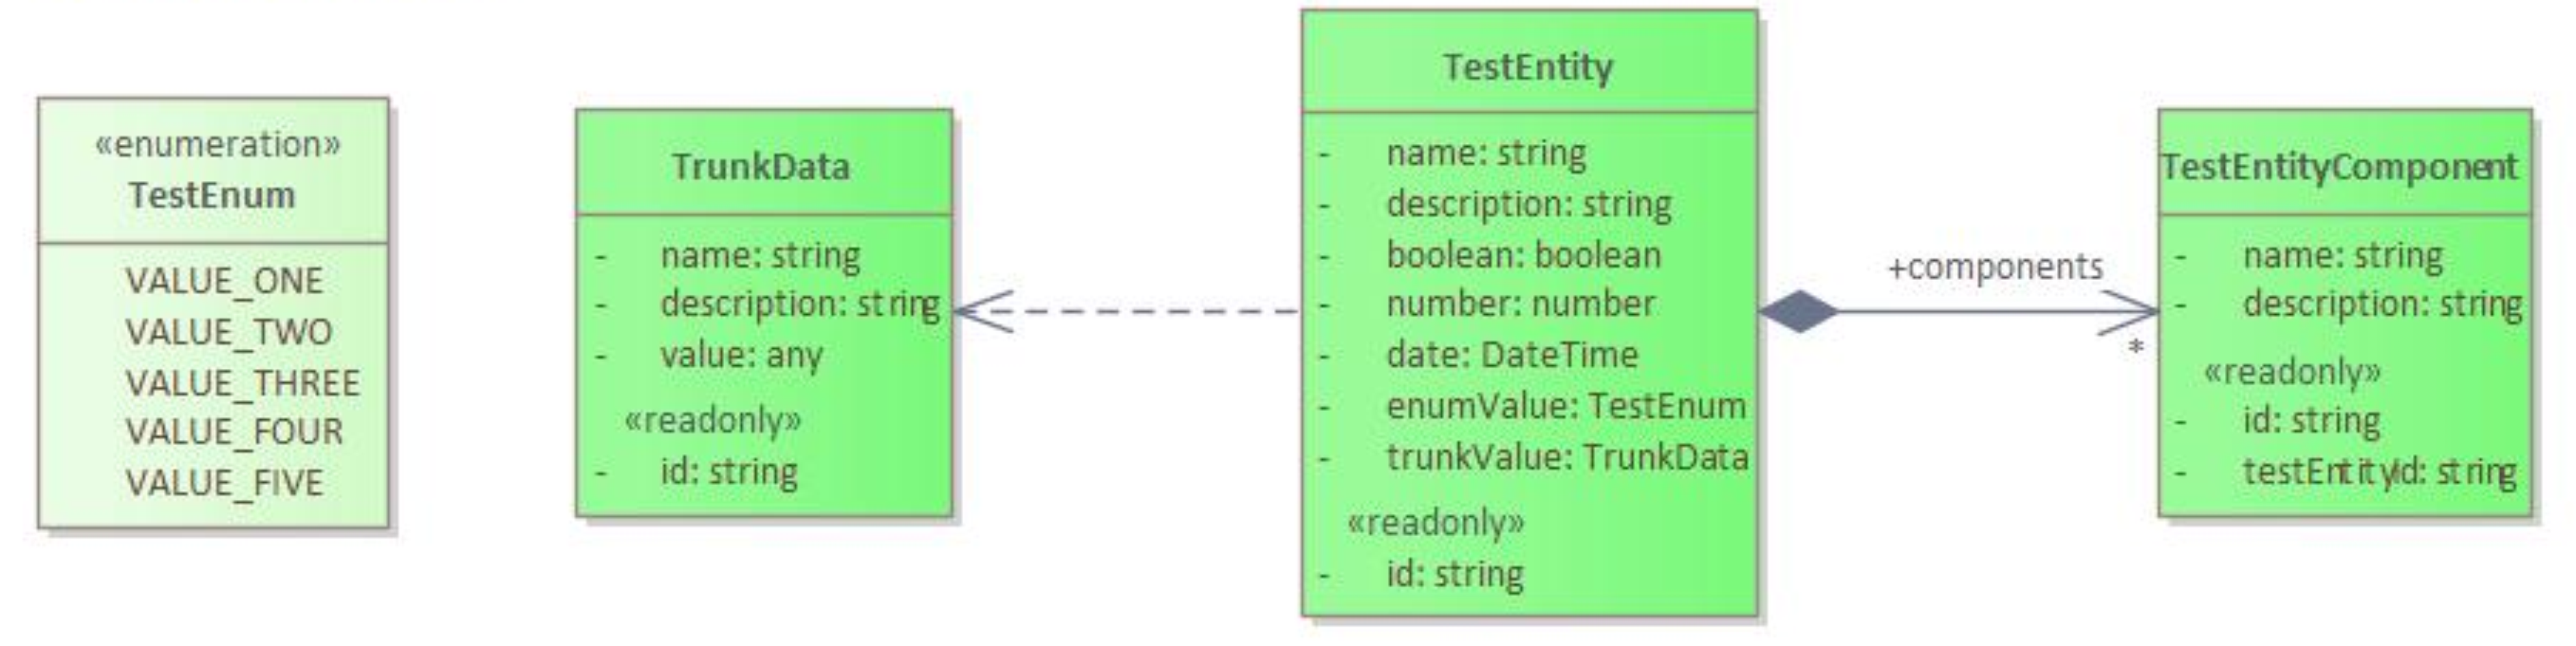 «enumeration»
TestEnum
VALUE_ONE
VALUE_TWO
VALUE_THREE
VALUE_FOUR
VALUE_FIVE
TrunkData
- name: string
- description: string
- value: any
«readonly»
- id: string
TestEntity
- name: string
- description: string
- boolean: boolean
- number: number
- date: DateTime
- enumValue: TestEnum
- trunkValue: TrunkData
«readonly»
- id: string
+components
*
TestEntityComponent
- name: string
- description: string
«readonly»
- id: string
- testEntityId: string